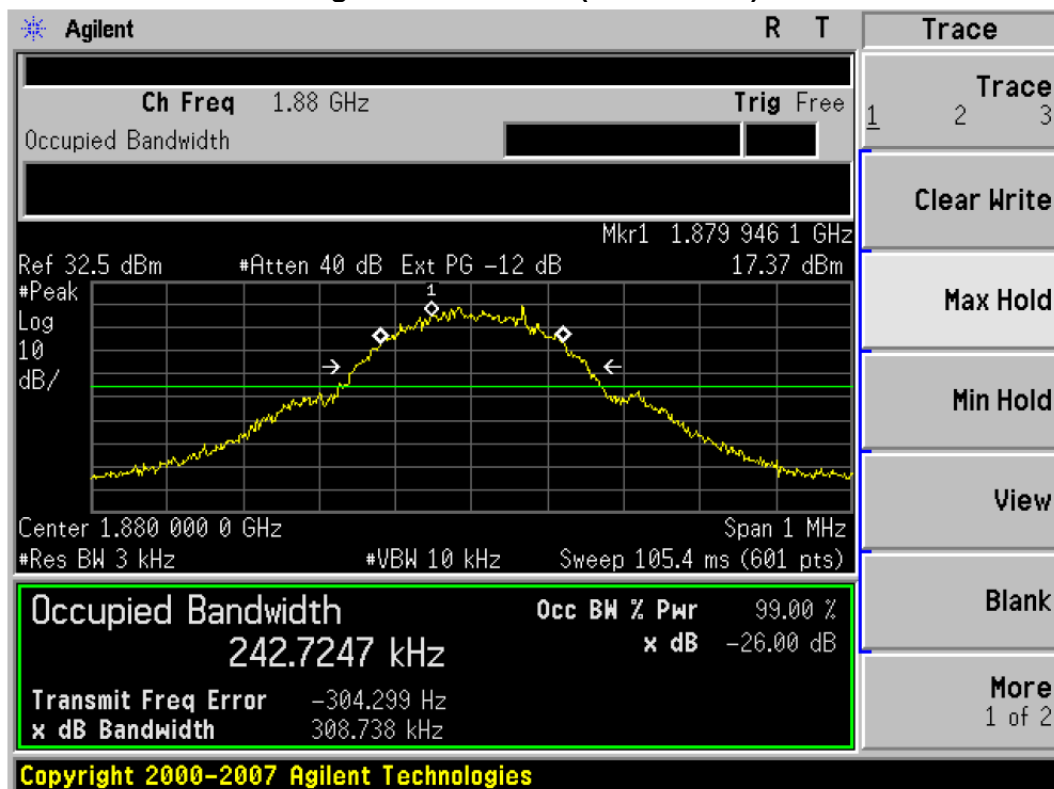 Agilent
R T
Trace
Ch Freq 1.88 GHz
Trig Free
Occupied Bandwidth
Trace
1 2 3
Clear Write
Max Hold
Min Hold
View
Blank
More
1 of 2
Mkr1 1.879 946 1 GHz
Ref 32.5 dBm #Atten 40 dB Ext PG -12 dB 17.37 dBm
#Peak
Log
10
dB/
1
Center 1.880 000 0 GHz Span 1 MHz
#Res BW 3 kHz #VBW 10 kHz Sweep 105.4 ms (601 pts)
Occupied Bandwidth
242.7247 kHz
Occ BW % Pwr 99.00 %
x dB -26.00 dB
Transmit Freq Error -304.299 Hz
x dB Bandwidth 308.738 kHz
Copyright 2000-2007 Agilent Technologies